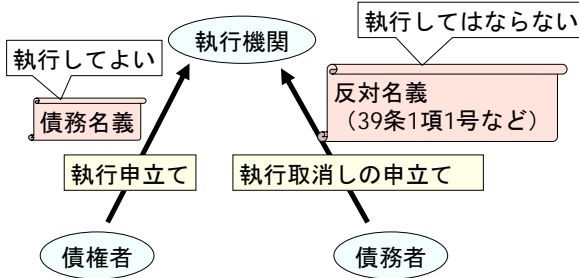 執行してはならない
執行機関
執行してよい
反対名義
（39条1項1号など）
債務名義
執行申立て
執行取消しの申立て
債権者
債務者